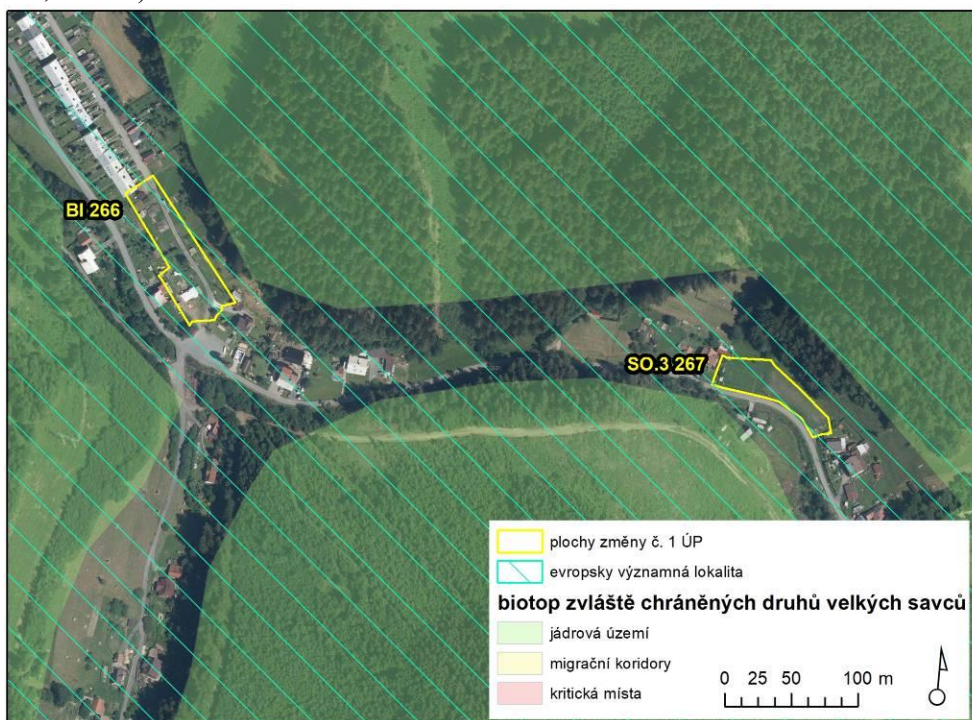 BI 266
SO.3 267
plochy změny č. 1 ÚP
evropsky významná lokalita
biotop zvláště chráněných druhů velkých savců
jádrová území
migrační koridory
kritická místa
0 25 50 100 m